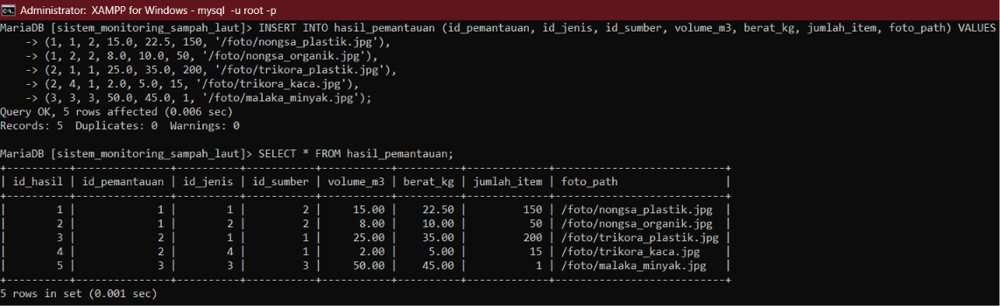 Administrator: XAMPP for Windows - mysql -u root -p
MariaDB [sistem_monitoring_sampah_laut]> INSERT INTO hasil_pemantauan (id_pemantauan, id_jenis, id_sumber, volume_m3, berat_kg, jumlah_item, foto_path) VALUES
    -> (1, 1, 2, 15.0, 22.5, 150, '/foto/nongsa_plastik.jpg'),
    -> (1, 2, 2, 8.0, 10.0, 50, '/foto/nongsa_organik.jpg'),
    -> (2, 1, 1, 25.0, 35.0, 200, '/foto/trikora_plastik.jpg'),
    -> (2, 4, 1, 2.0, 5.0, 15, '/foto/trikora_kaca.jpg'),
    -> (3, 3, 3, 50.0, 45.0, 1, '/foto/malaka_minyak.jpg');
Query OK, 5 rows affected (0.006 sec)
Records: 5  Duplicates: 0  Warnings: 0
MariaDB [sistem_monitoring_sampah_laut]> SELECT * FROM hasil_pemantauan;
+----------+---------------+----------+-----------+-----------+----------+-------------+---------------------------+
| id_hasil | id_pemantauan | id_jenis | id_sumber | volume_m3 | berat_kg | jumlah_item | foto_path                 |
+----------+---------------+----------+-----------+-----------+----------+-------------+---------------------------+
|        1 |             1 |        1 |         2 |     15.00 |    22.50 |         150 | /foto/nongsa_plastik.jpg  |
|        2 |             1 |        2 |         2 |      8.00 |    10.00 |          50 | /foto/nongsa_organik.jpg  |
|        3 |             2 |        1 |         1 |     25.00 |    35.00 |         200 | /foto/trikora_plastik.jpg |
|        4 |             2 |        4 |         1 |      2.00 |     5.00 |          15 | /foto/trikora_kaca.jpg    |
|        5 |             3 |        3 |         3 |     50.00 |    45.00 |           1 | /foto/malaka_minyak.jpg   |
+----------+---------------+----------+-----------+-----------+----------+-------------+---------------------------+
5 rows in set (0.001 sec)